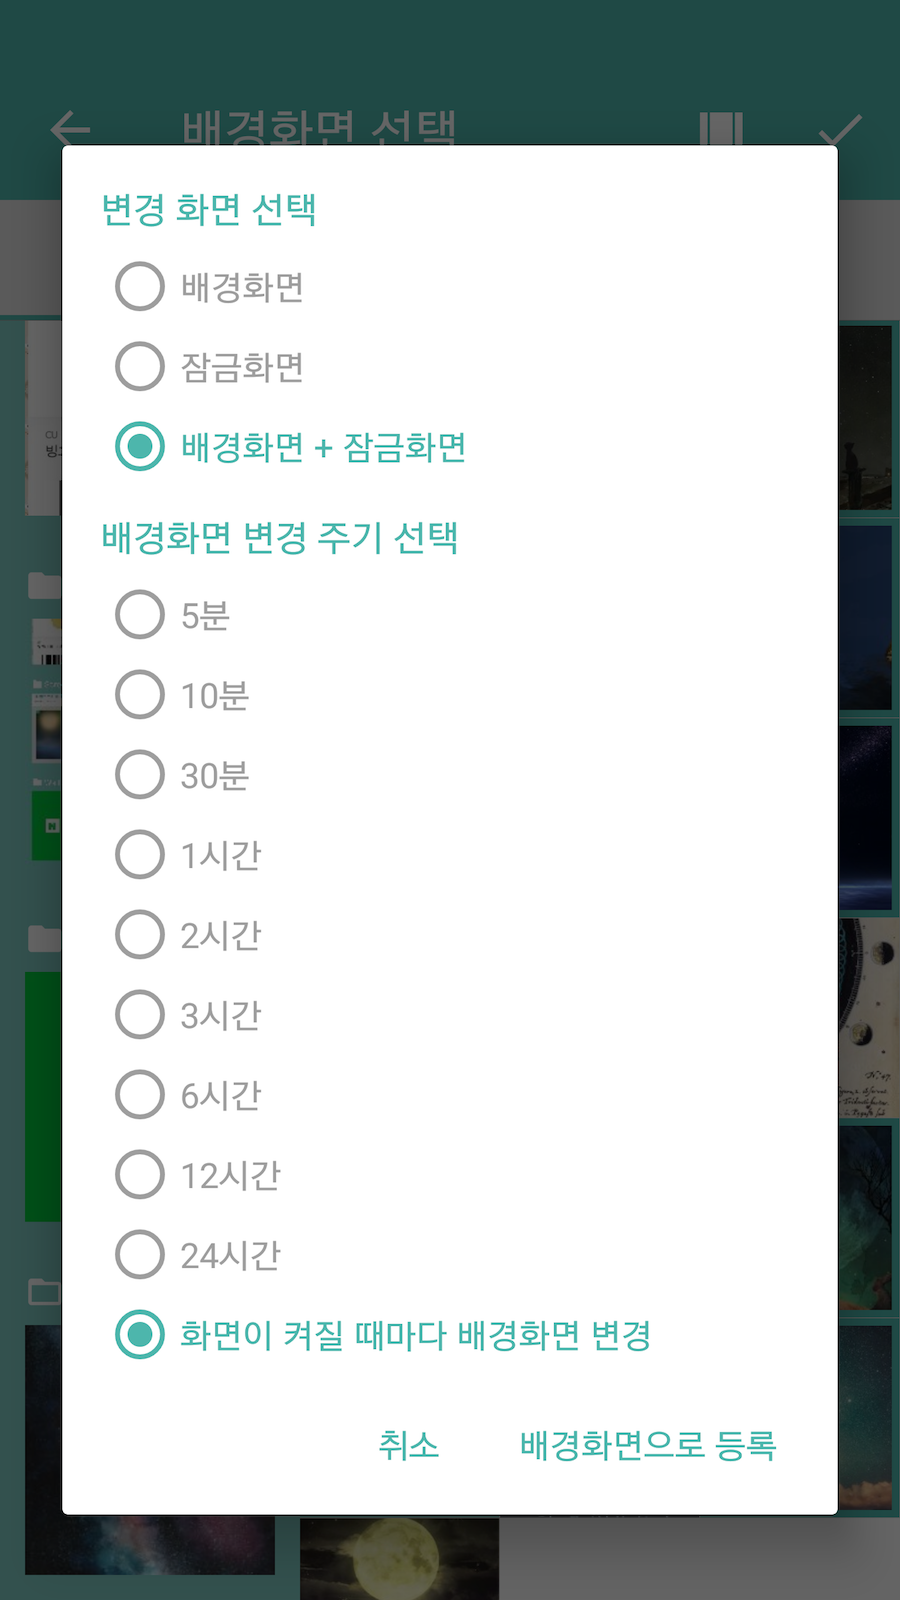 배경화면 선택
변경 화면 선택
배경화면
잠금화면
배경화면 + 잠금화면
배경화면 변경 주기 선택
5분
10분
30분
1시간
2시간
3시간
6시간
12시간
24시간
화면이 켜질 때마다 배경화면 변경
취소
배경화면으로 등록
CU